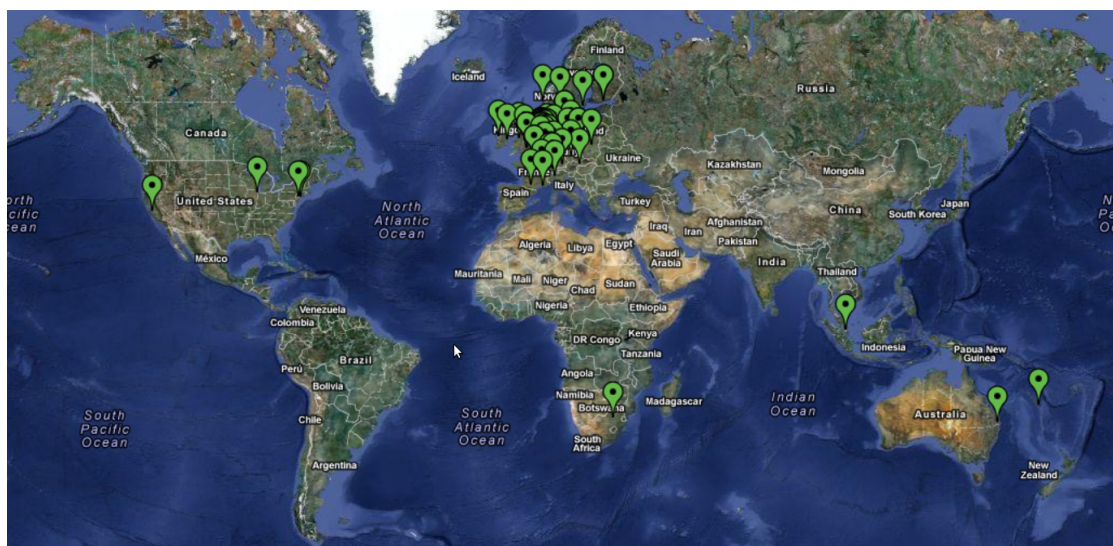 Finland
Iceland
Russia
Norw
Canada
Ukraine
Kazakhstan
Mongolia
United States
Spain
Italy
Turkey
China
Japan
South Korea
North
Atlantic
Ocean
Iraq
Iran
Afghanistan
Pakistan
México
Algeria
Libya
Egypt
Saudi
Arabia
India
Thailand
Mauritania
Mali
Niger
Chad
Sudan
Nigeria
Ethiopia
Venezuela
Colombia
DR Congo
Kenya
Tanzania
Indonesia
Papua New
Guinea
Perú
Brazil
Bolivia
Angola
Namibia
Botswana
Madagascar
Indian
Ocean
Australia
South
Pacific
Ocean
Chile
South
Atlantic
Ocean
South
Africa
Argentina
New
Zealand